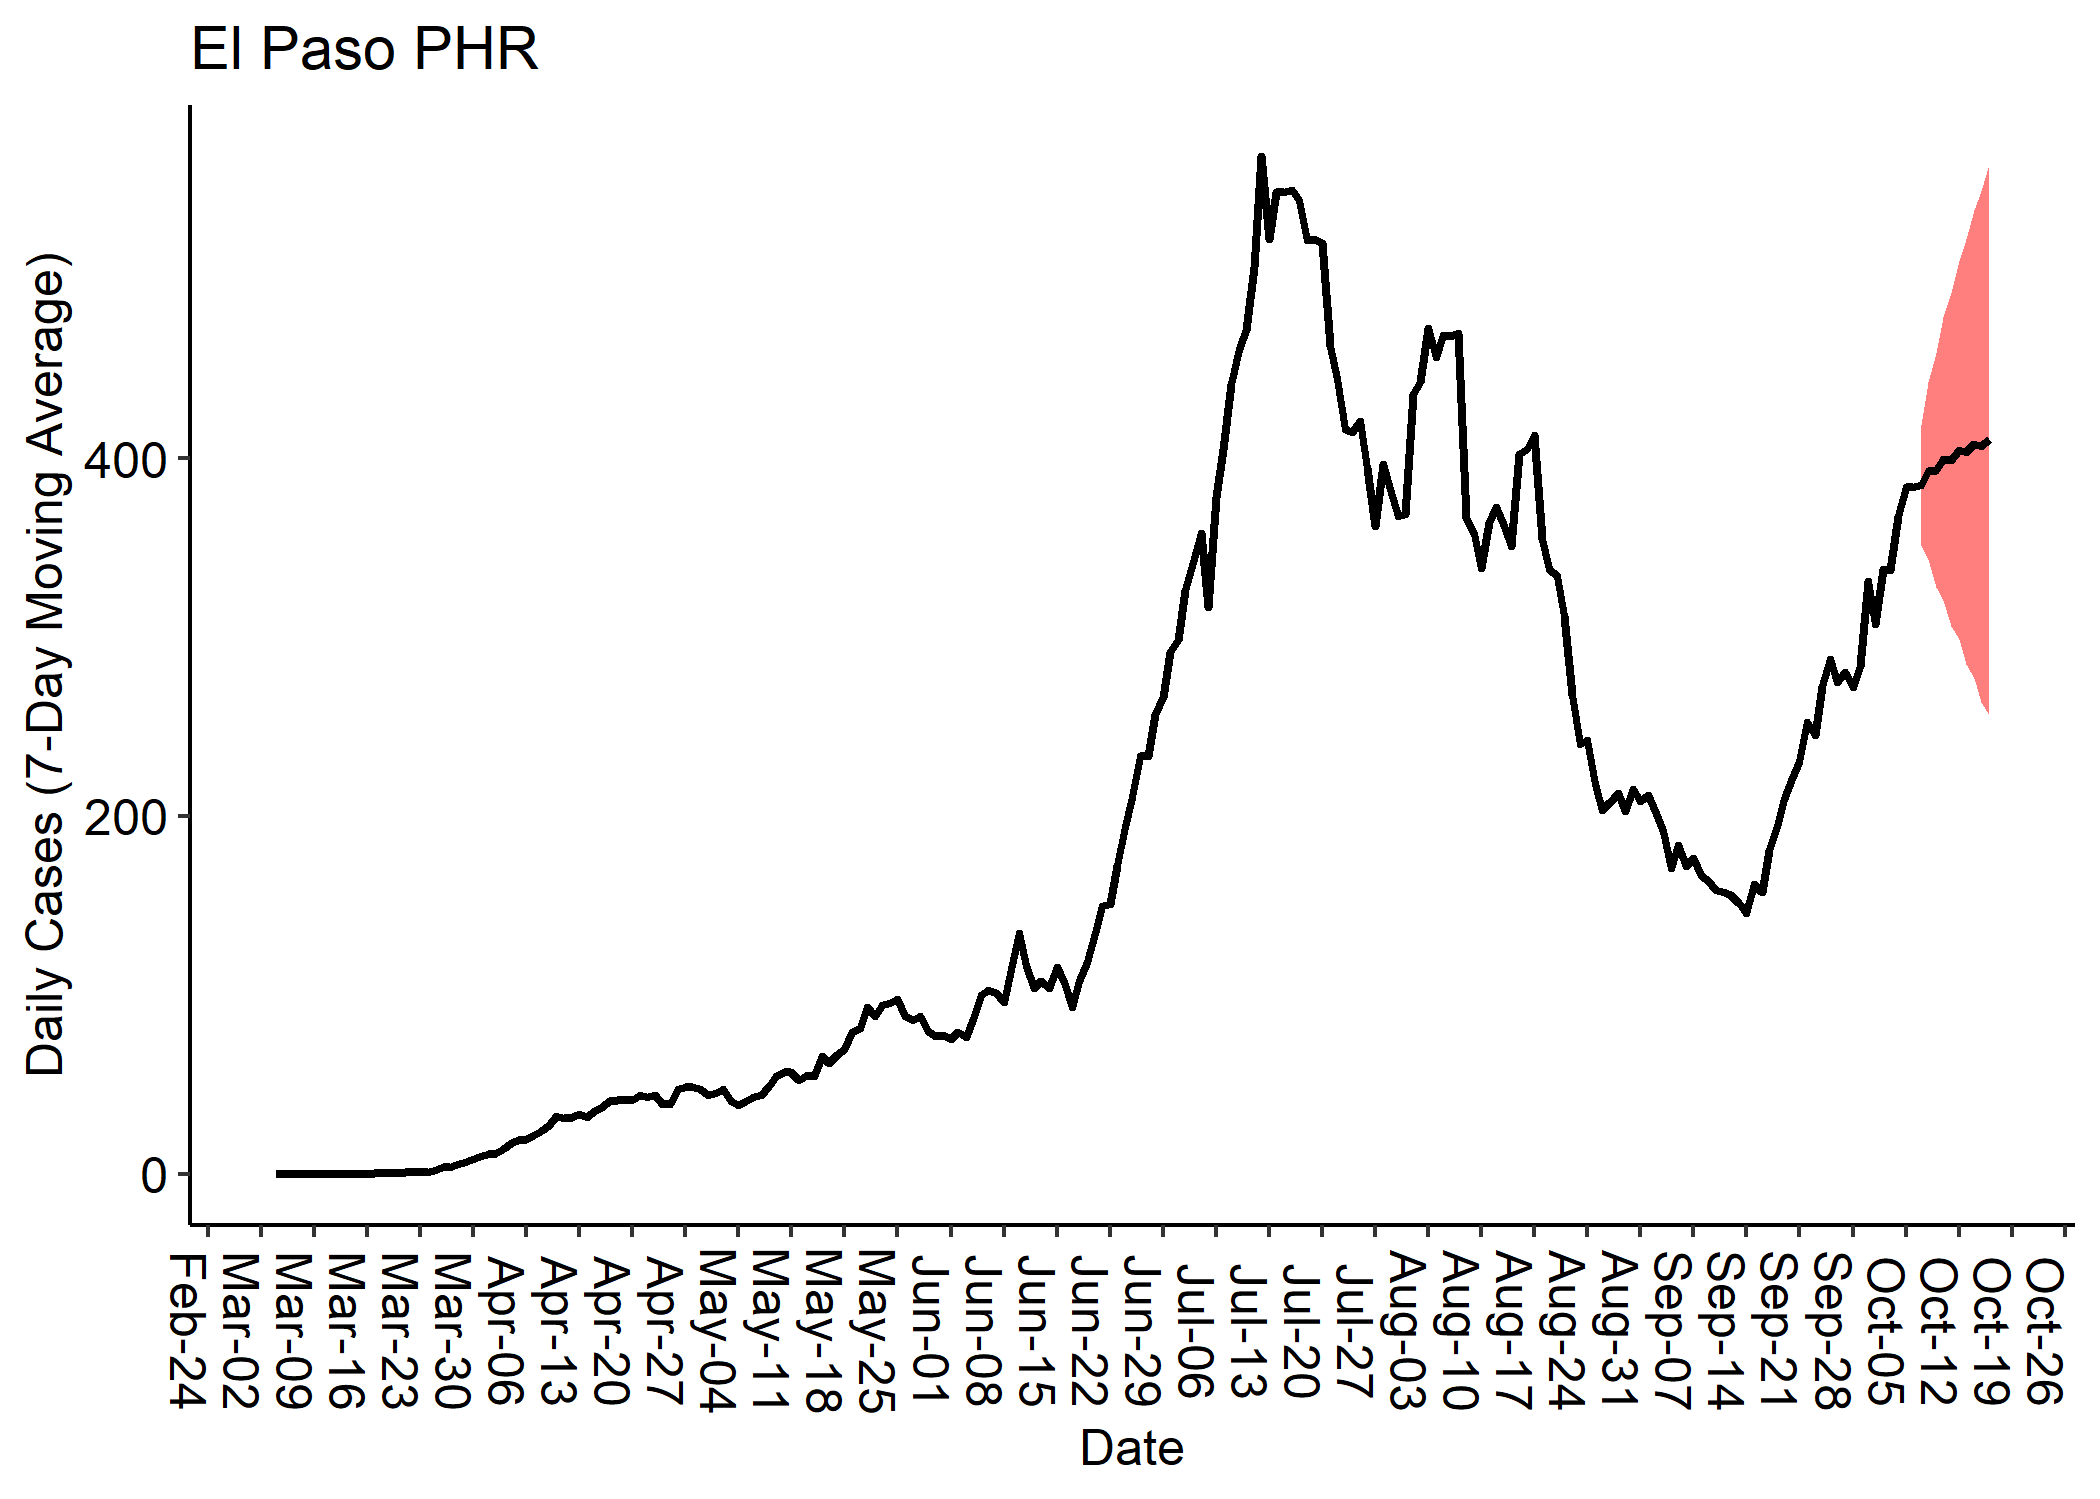 El Paso PHR
Daily Cases (7-Day Moving Average)
400
200
0
Feb-24
Mar-02
Mar-09
Mar-16
Mar-23
Mar-30
Apr-06
Apr-13
Apr-20
Apr-27
May-04
May-11
May-18
May-25
Jun-01
Jun-08
Jun-15
Jun-22
Jun-29
Jul-06
Jul-13
Jul-20
Jul-27
Aug-03
Aug-10
Aug-17
Aug-24
Aug-31
Sep-07
Sep-14
Sep-21
Sep-28
Oct-05
Oct-12
Oct-19
Oct-26
Date